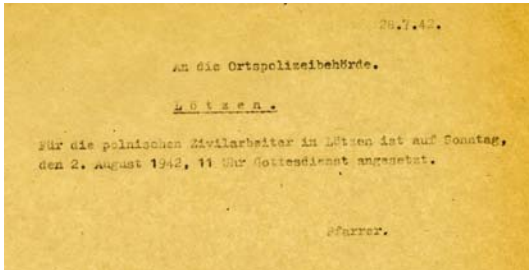 28.7.42.
An die Ortspolizeibehörde.
Lötzen.
Für die polnischen Zivilarbeiter in Lötzen ist auf Sonntag,
den 2. August 1942, 11 Uhr Gottesdienst angesetzt.
Pfarrer.